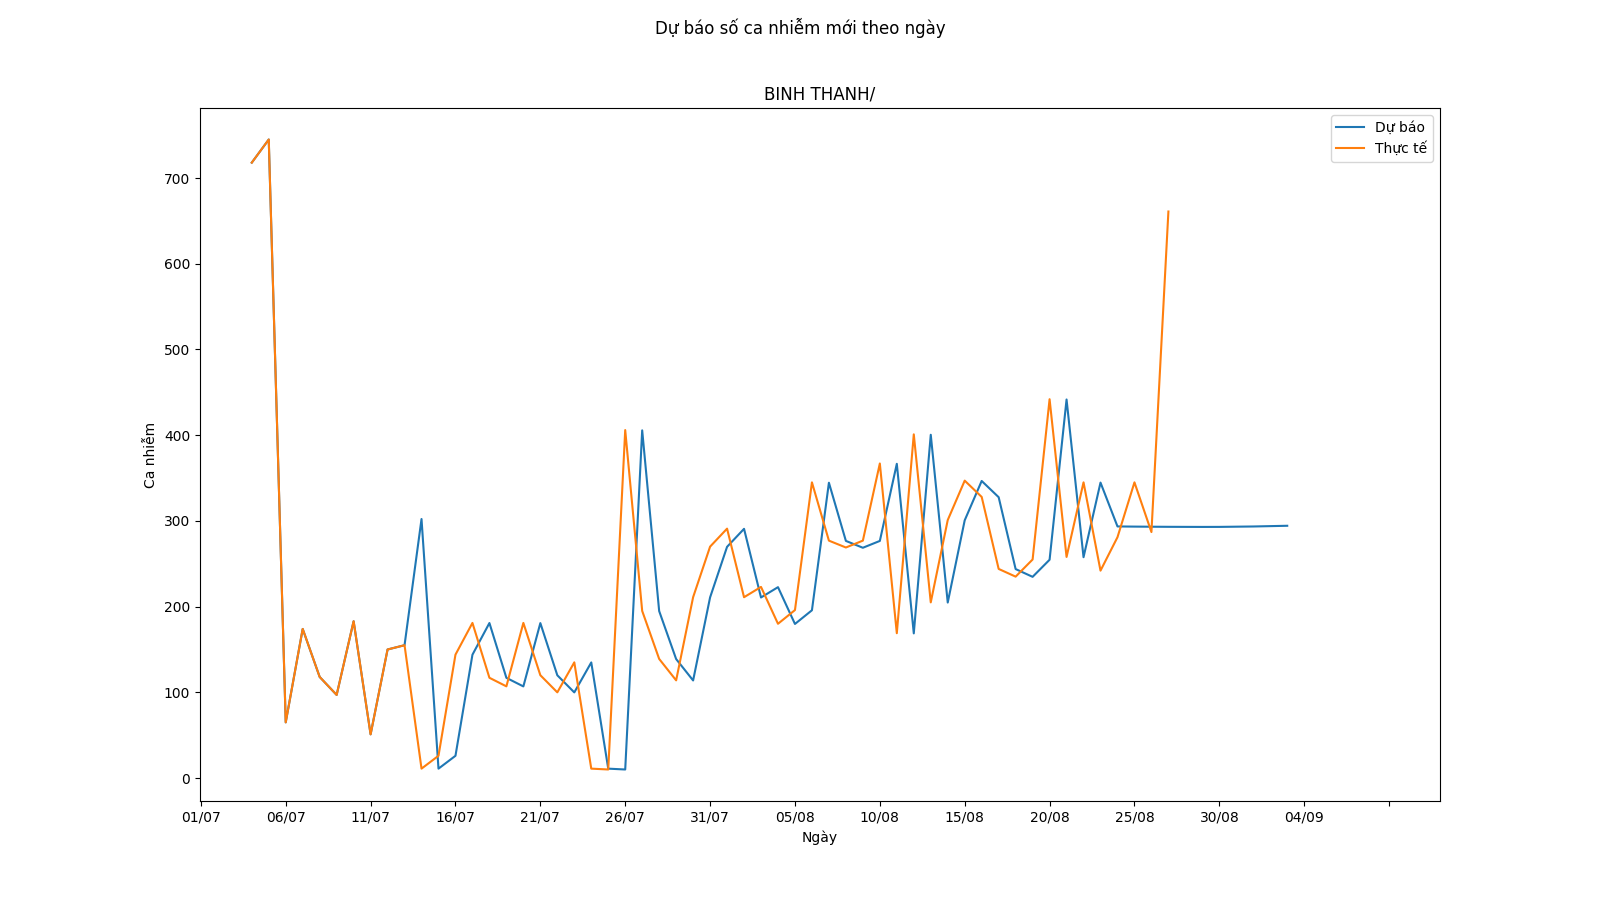 Dự báo số ca nhiễm mới theo ngày
BINH THANH/
Dự báo
Thực tế
700
600
500
400
300
200
100
0
Ca nhiễm
01/07 06/07 11/07 16/07 21/07 26/07 31/07 05/08 10/08 15/08 20/08 25/08 30/08 04/09
Ngày